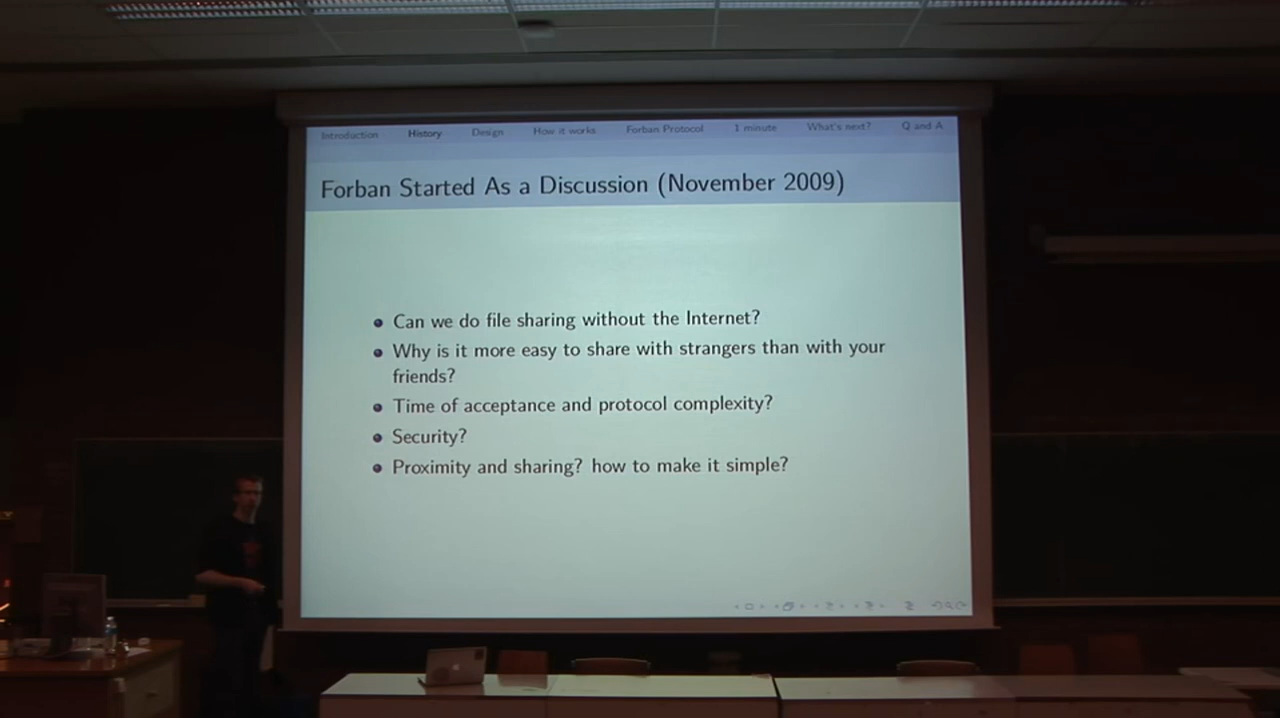 Introduction History Design How it works Forban Protocol 1 minute What's next? Q and A
Forban Started As a Discussion (November 2009)
Can we do file sharing without the Internet?
Why is it more easy to share with strangers than with your
friends?
Time of acceptance and protocol complexity?
Security?
Proximity and sharing? how to make it simple?